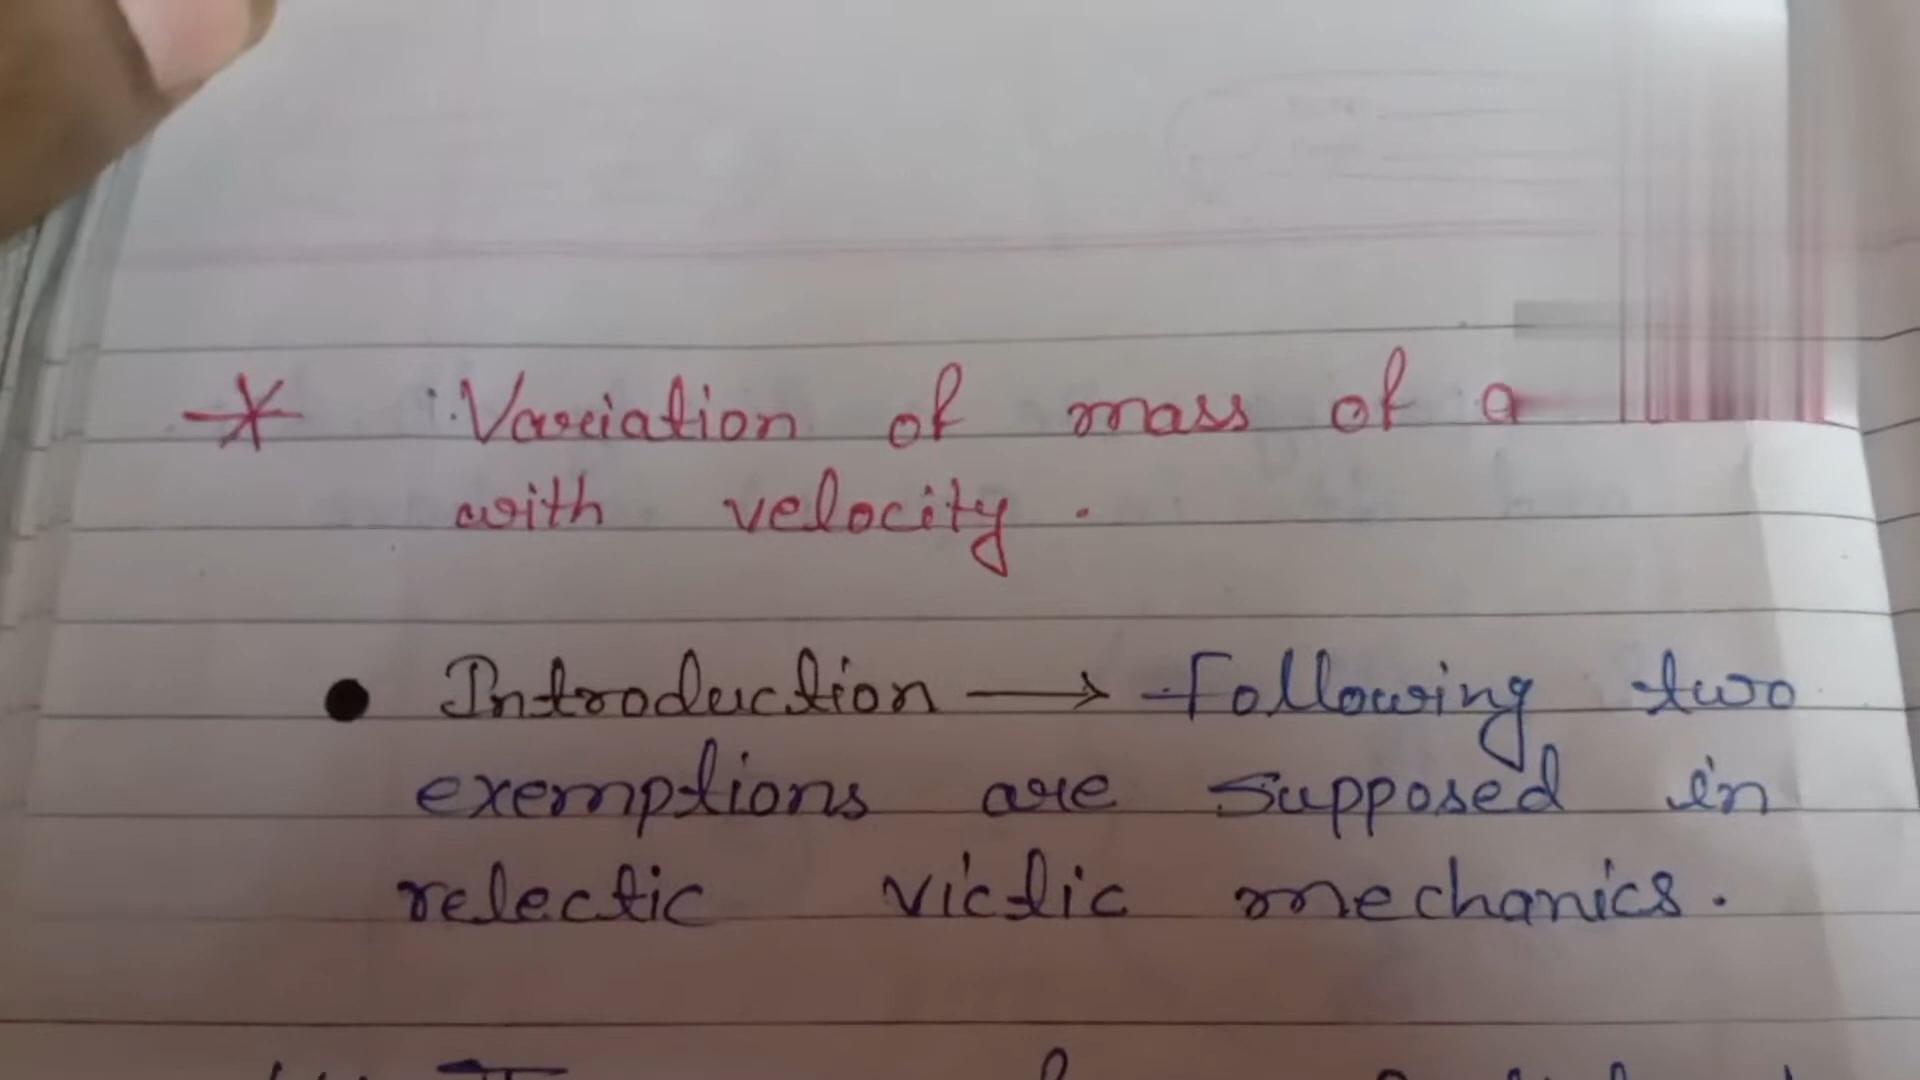 * Variation of mass of a
with velocity.
• Introduction → Following two
exemptions are supposed in
relectic victic mechanics.